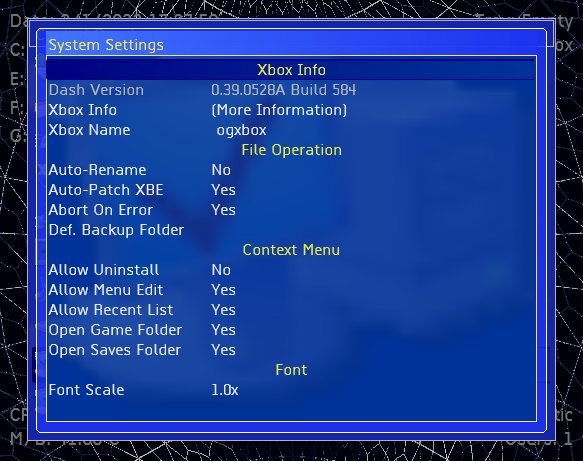 System Settings
Xbox Info
Dash Version 0.39.0528A Build 584
Xbox Info (More Information)
Xbox Name ogxbox
File Operation
Auto-Rename No
Auto-Patch XBE Yes
Abort On Error Yes
Def. Backup Folder
Context Menu
Allow Uninstall No
Allow Menu Edit Yes
Allow Recent List Yes
Open Game Folder Yes
Open Saves Folder Yes
Font
Font Scale 1.0x
Users: 1